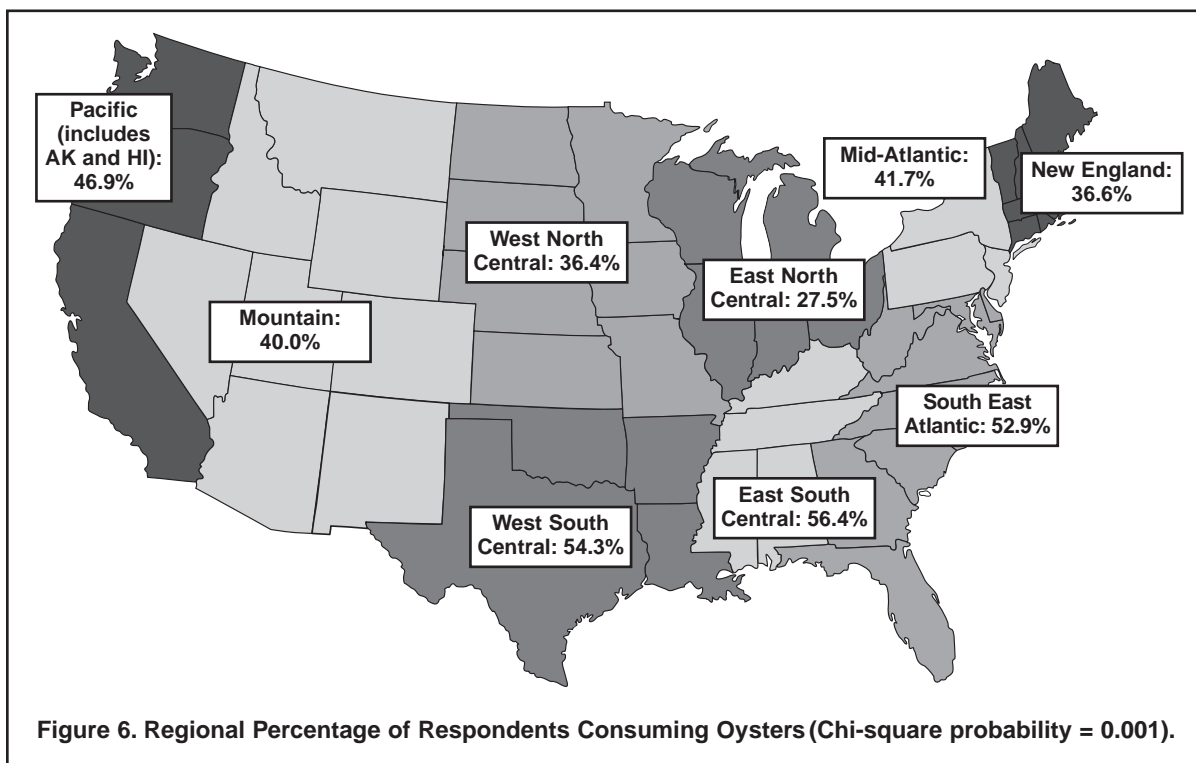 Pacific
(includes
AK and HI):
46.9%
Mid-Atlantic:
41.7%
New England:
36.6%
West North
Central: 36.4%
East North
Central: 27.5%
Mountain:
40.0%
South East
Atlantic: 52.9%
East South
Central: 56.4%
West South
Central: 54.3%
Figure 6. Regional Percentage of Respondents Consuming Oysters (Chi-square probability = 0.001).